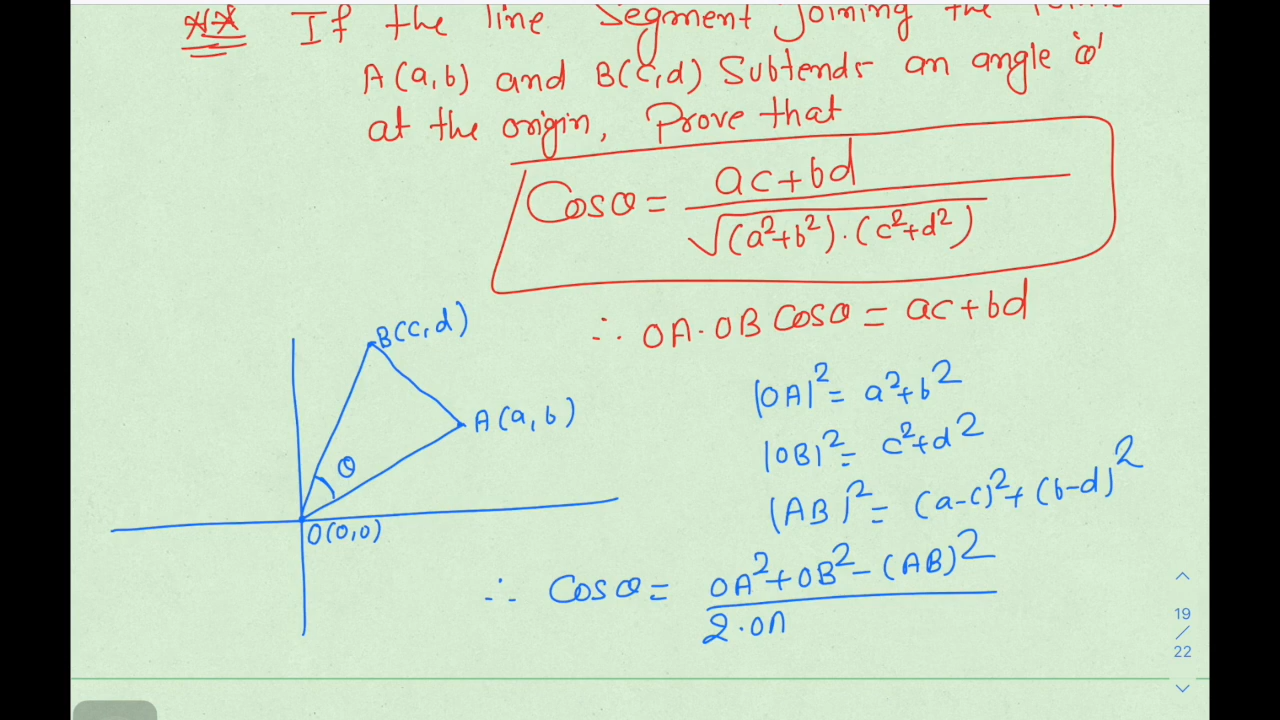 ** If the line Segment Joining the
A(a,b) and B(c,d) Subtends an angle 'θ'
at the origin, Prove that
Cosθ = ac+bd / √(a²+b²).(c²+d²)
∴ OA.OB Cosθ = ac+bd
B(c,d)
|OA|² = a²+b²
A(a,b)
|OB|² = c²+d²
θ
(AB)² = (a-c)²+(b-d)²
O(0,0)
∴ Cosθ = OA²+OB²-(AB)² / 2.OA
19
/
22